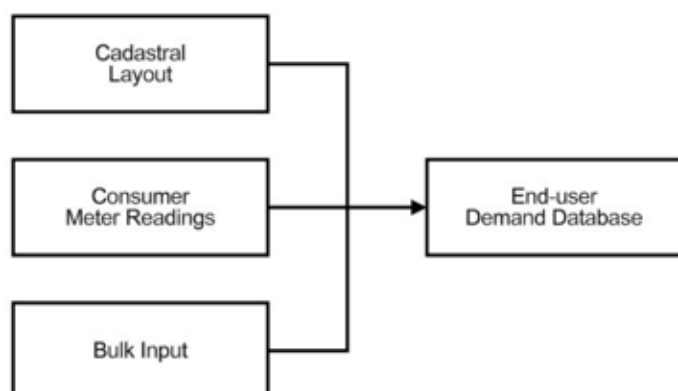 Cadastral
Layout
Consumer
Meter Readings
End-user
Demand Database
Bulk Input